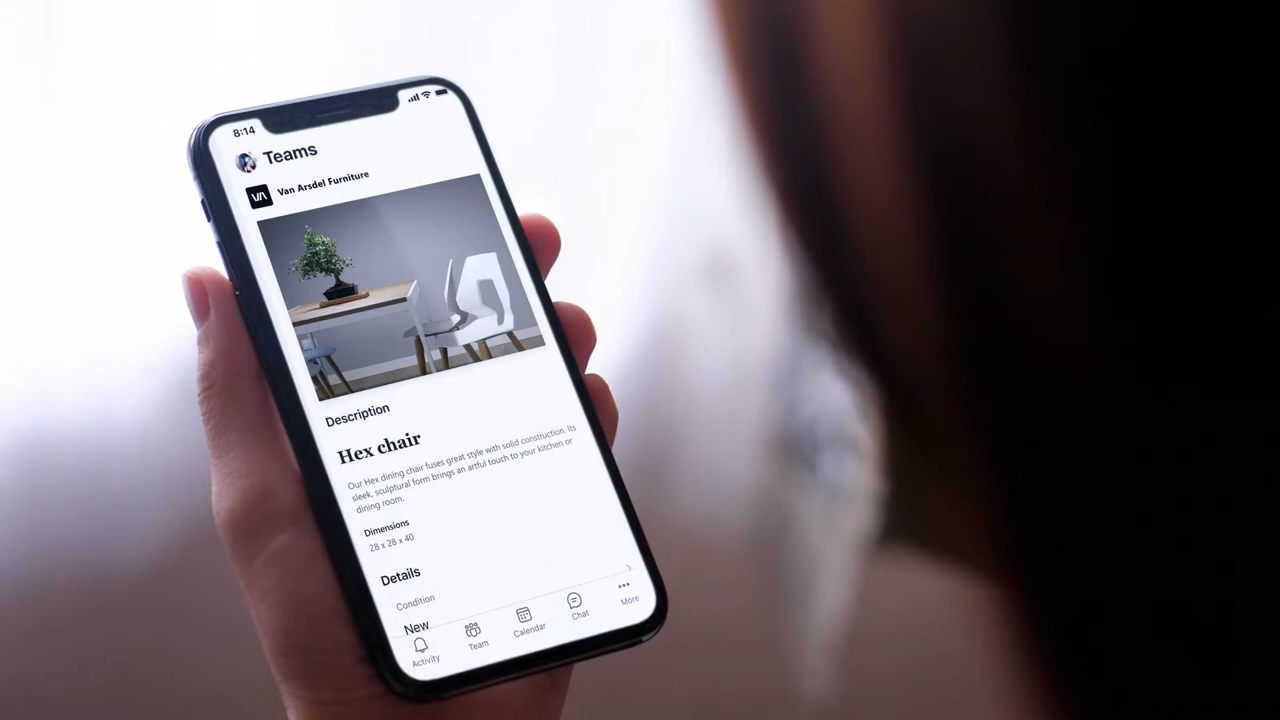 8:14
Teams
VA
Van Arsdel Furniture
Description
Hex chair
Our Hex dining chair fuses great style with solid construction. Its
sleek, sculptural form brings an artful touch to your kitchen or
dining room.
Dimensions
28 x 28 x 40
Details
Condition
New
Activity
Team
Calendar
Chat
More